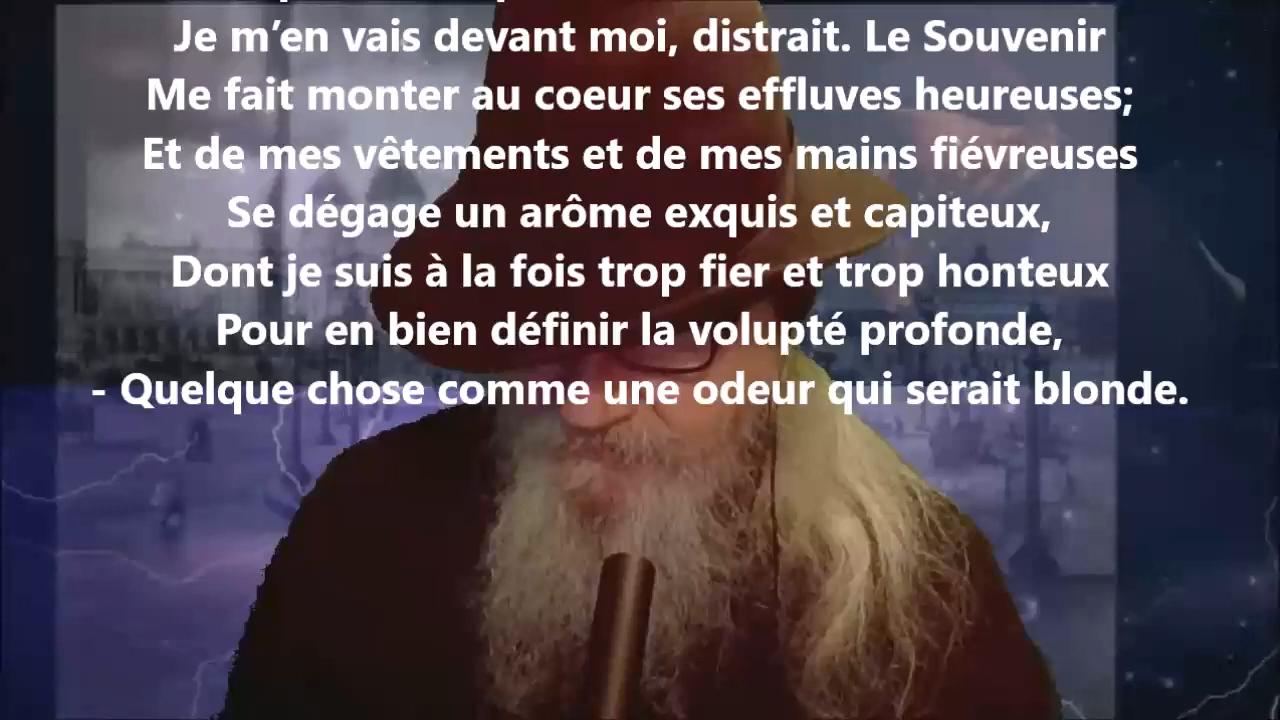 Je m’en vais devant moi, distrait. Le Souvenir
Me fait monter au coeur ses effluves heureuses;
Et de mes vêtements et de mes mains fiévreuses
Se dégage un arôme exquis et capiteux,
Dont je suis à la fois trop fier et trop honteux
Pour en bien définir la volupté profonde,
- Quelque chose comme une odeur qui serait blonde.